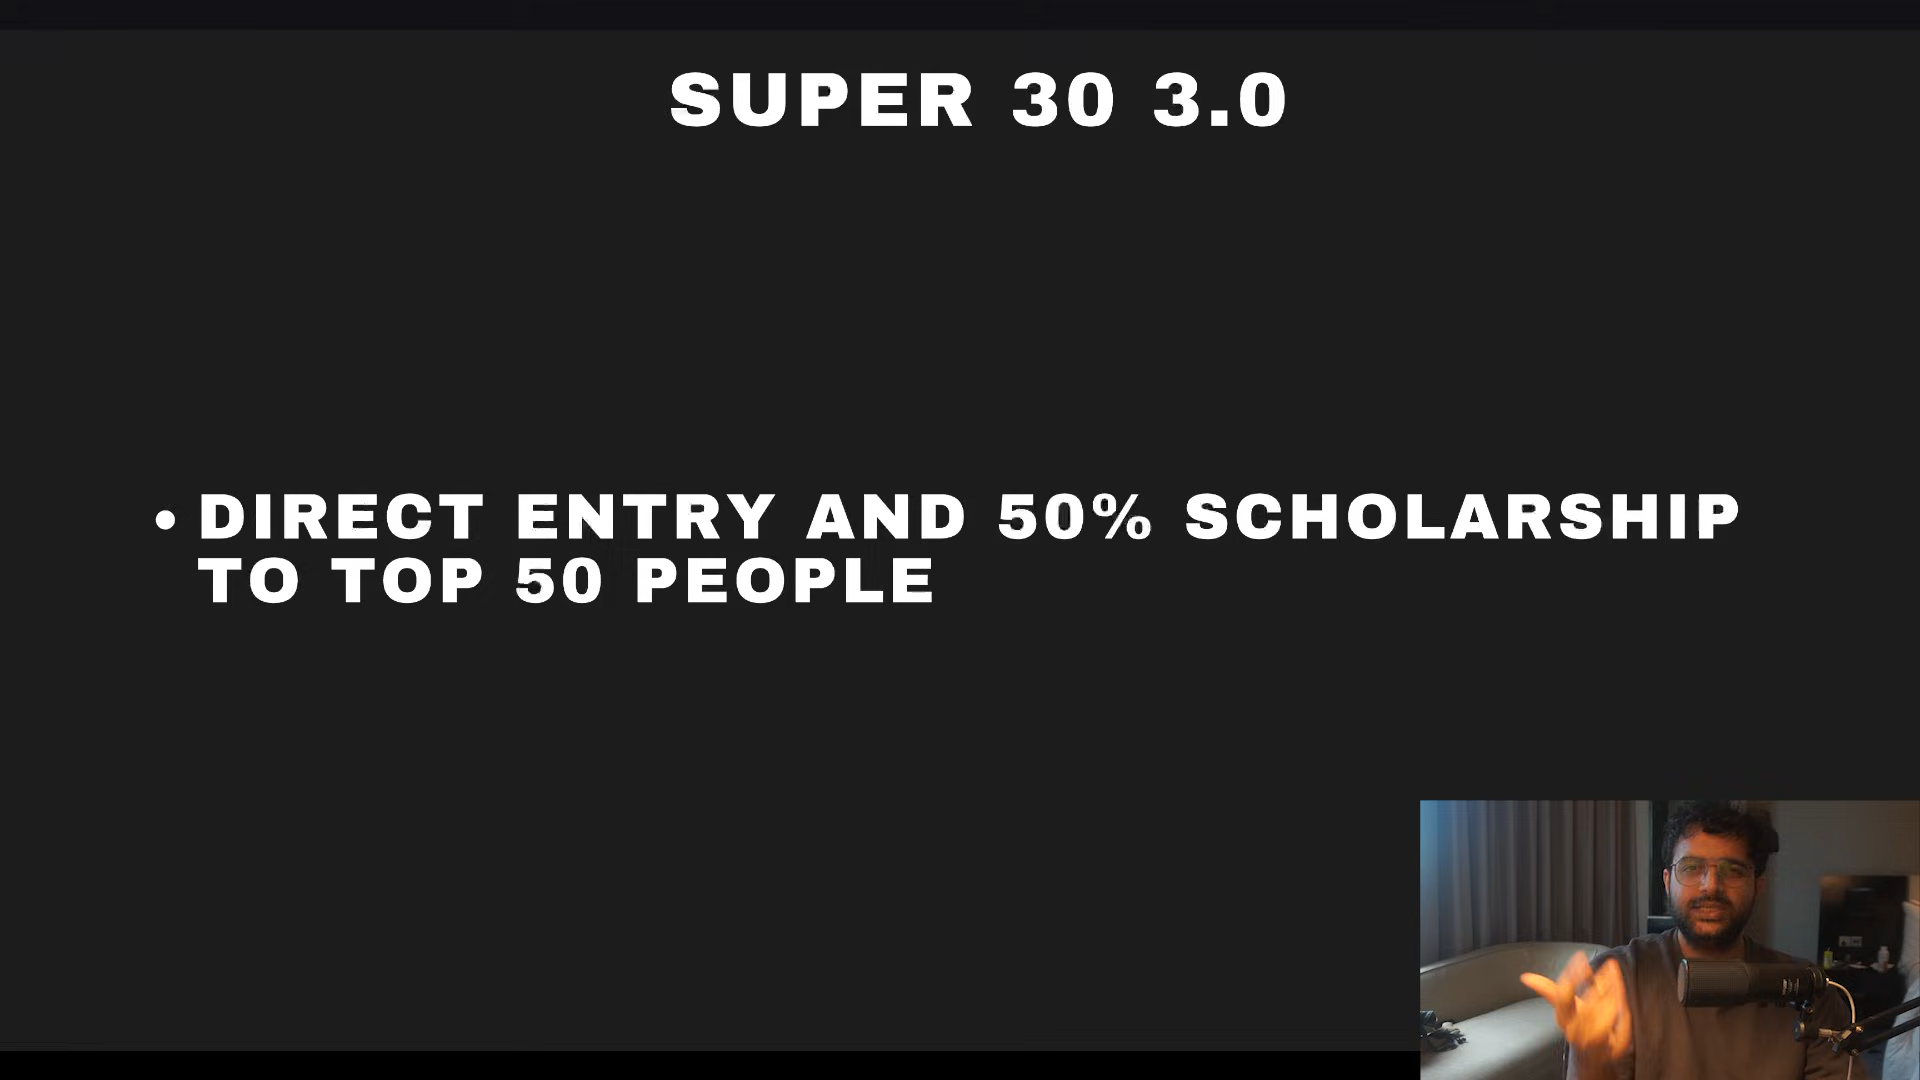 SUPER 30 3.0
• DIRECT ENTRY AND 50% SCHOLARSHIP
TO TOP 50 PEOPLE